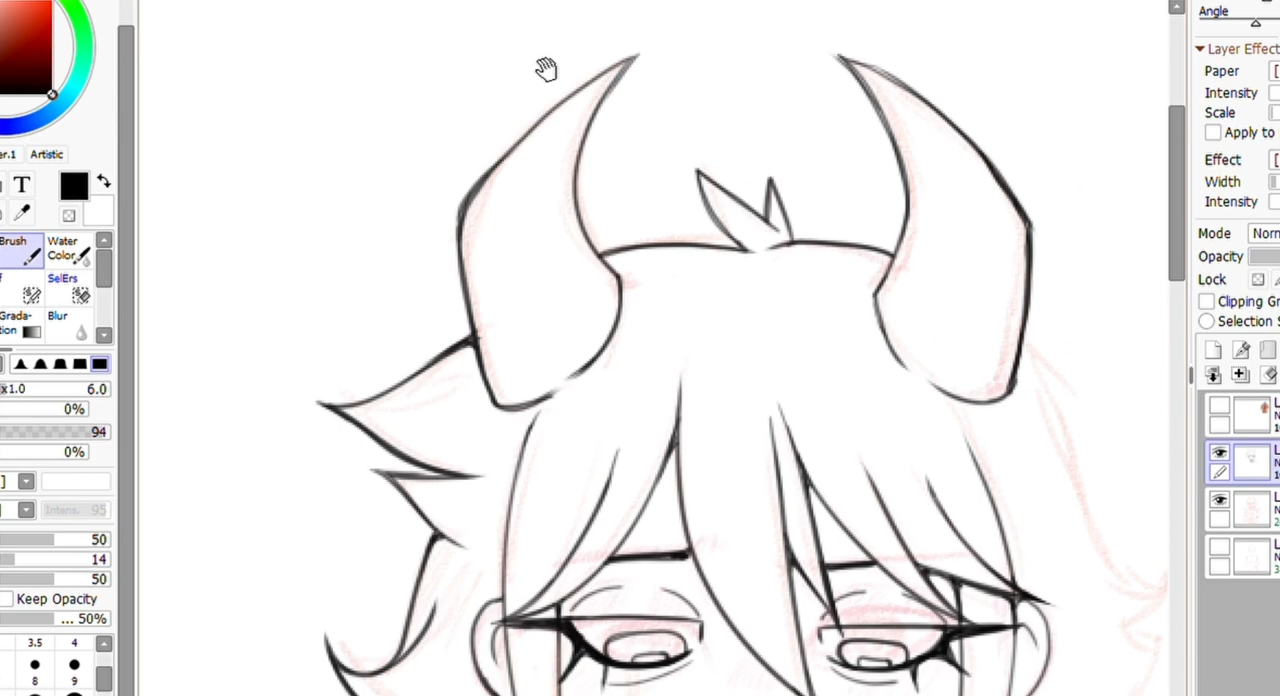 Angle
Layer Effect
Paper
Intensity
Scale
Apply to
Effect
Width
Intensity
Mode Norn
Opacity
Lock
Clipping Gr
Selection S
er.1 Artistic
T
Brush Water Color
SelErs
Grada-tion Blur
x1.0 6.0
0%
94
0%
Intens. 95
50
14
50
Keep Opacity
... 50%
3.5 4
8 9